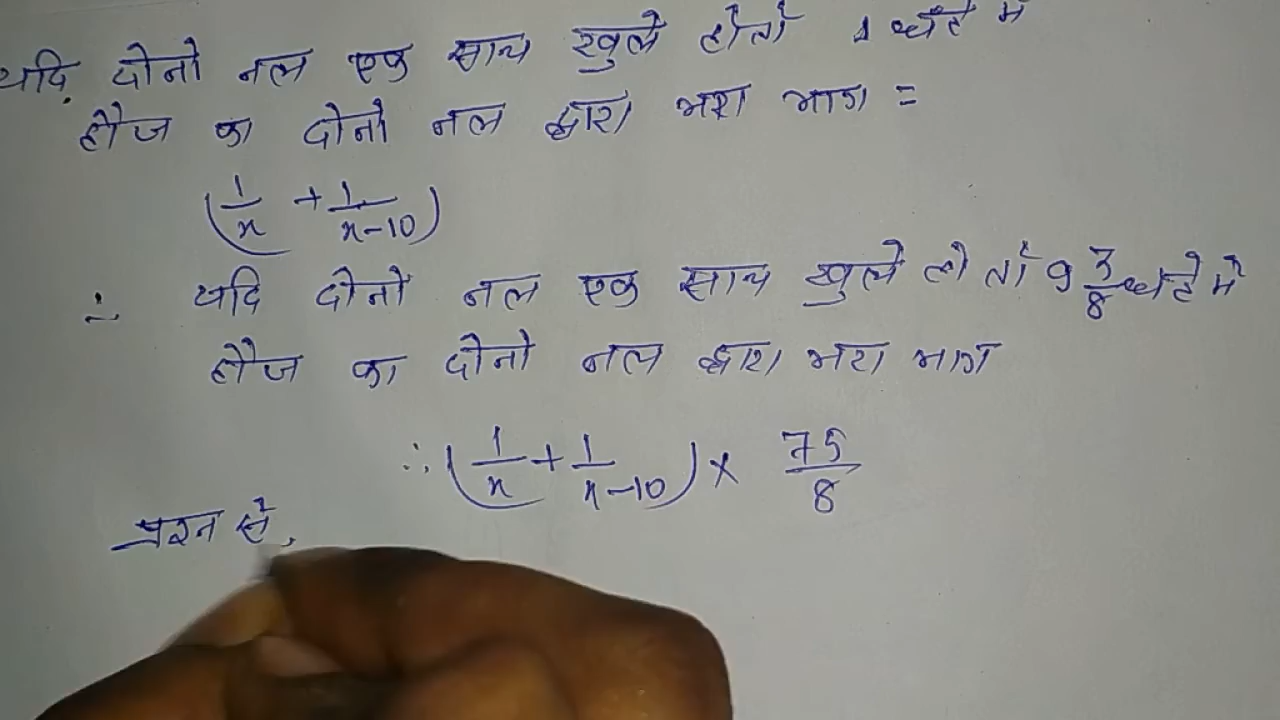 यदि दोनो नल एक साथ खुले हो तो 1 घंटे में
हौज का दोनो नल द्वारा भरा भाग =
(1/x + 1/x-10)
∴ यदि दोनों नल एक साथ खुले हो तो 9 3/8 घंटे में
हौज का दोनो नल द्वारा भरा भाग
∴ (1/x + 1/x-10) × 75/8
प्रश्न से,